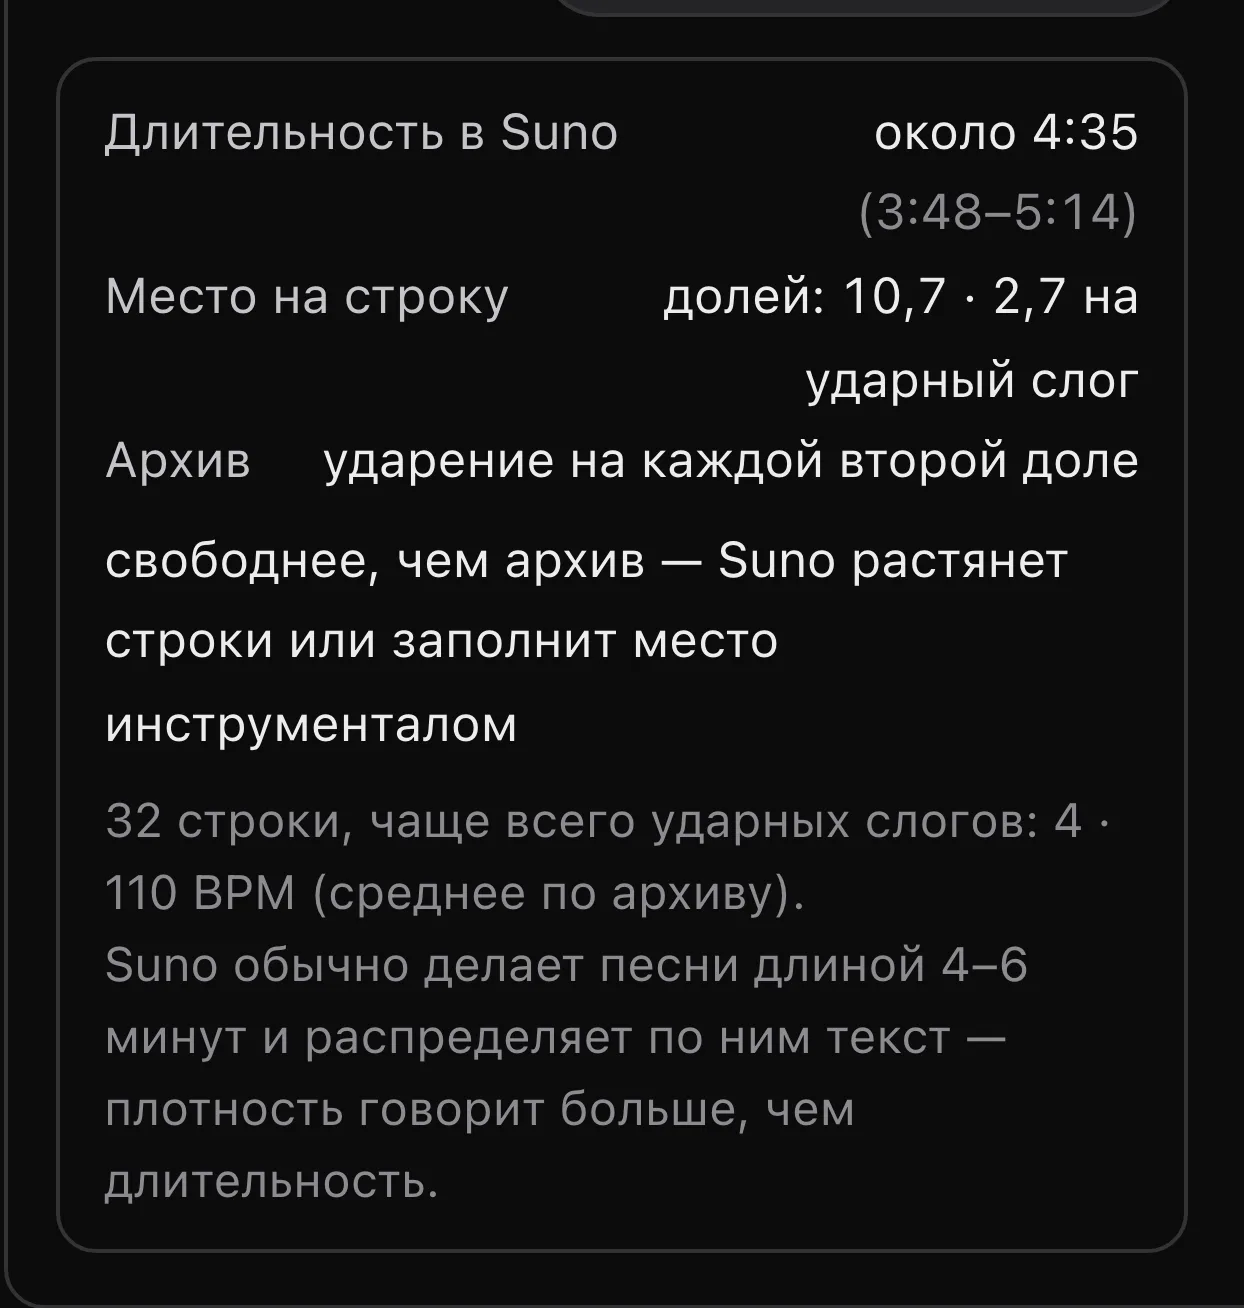 Длительность в Suno около 4:35
(3:48–5:14)
Место на строку долей: 10,7 · 2,7 на
ударный слог
Архив ударение на каждой второй доле
свободнее, чем архив — Suno растянет
строки или заполнит место
инструменталом
32 строки, чаще всего ударных слогов: 4 ·
110 BPM (среднее по архиву).
Suno обычно делает песни длиной 4–6
минут и распределяет по ним текст —
плотность говорит больше, чем
длительность.